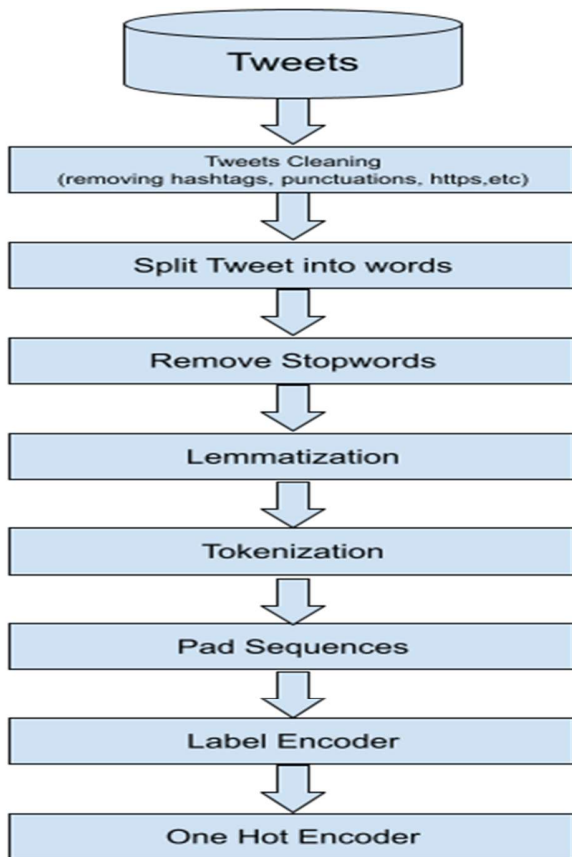 Tweets
Tweets Cleaning
(removing hashtags, punctuations, https,etc)
Split Tweet into words
Remove Stopwords
Lemmatization
Tokenization
Pad Sequences
Label Encoder
One Hot Encoder